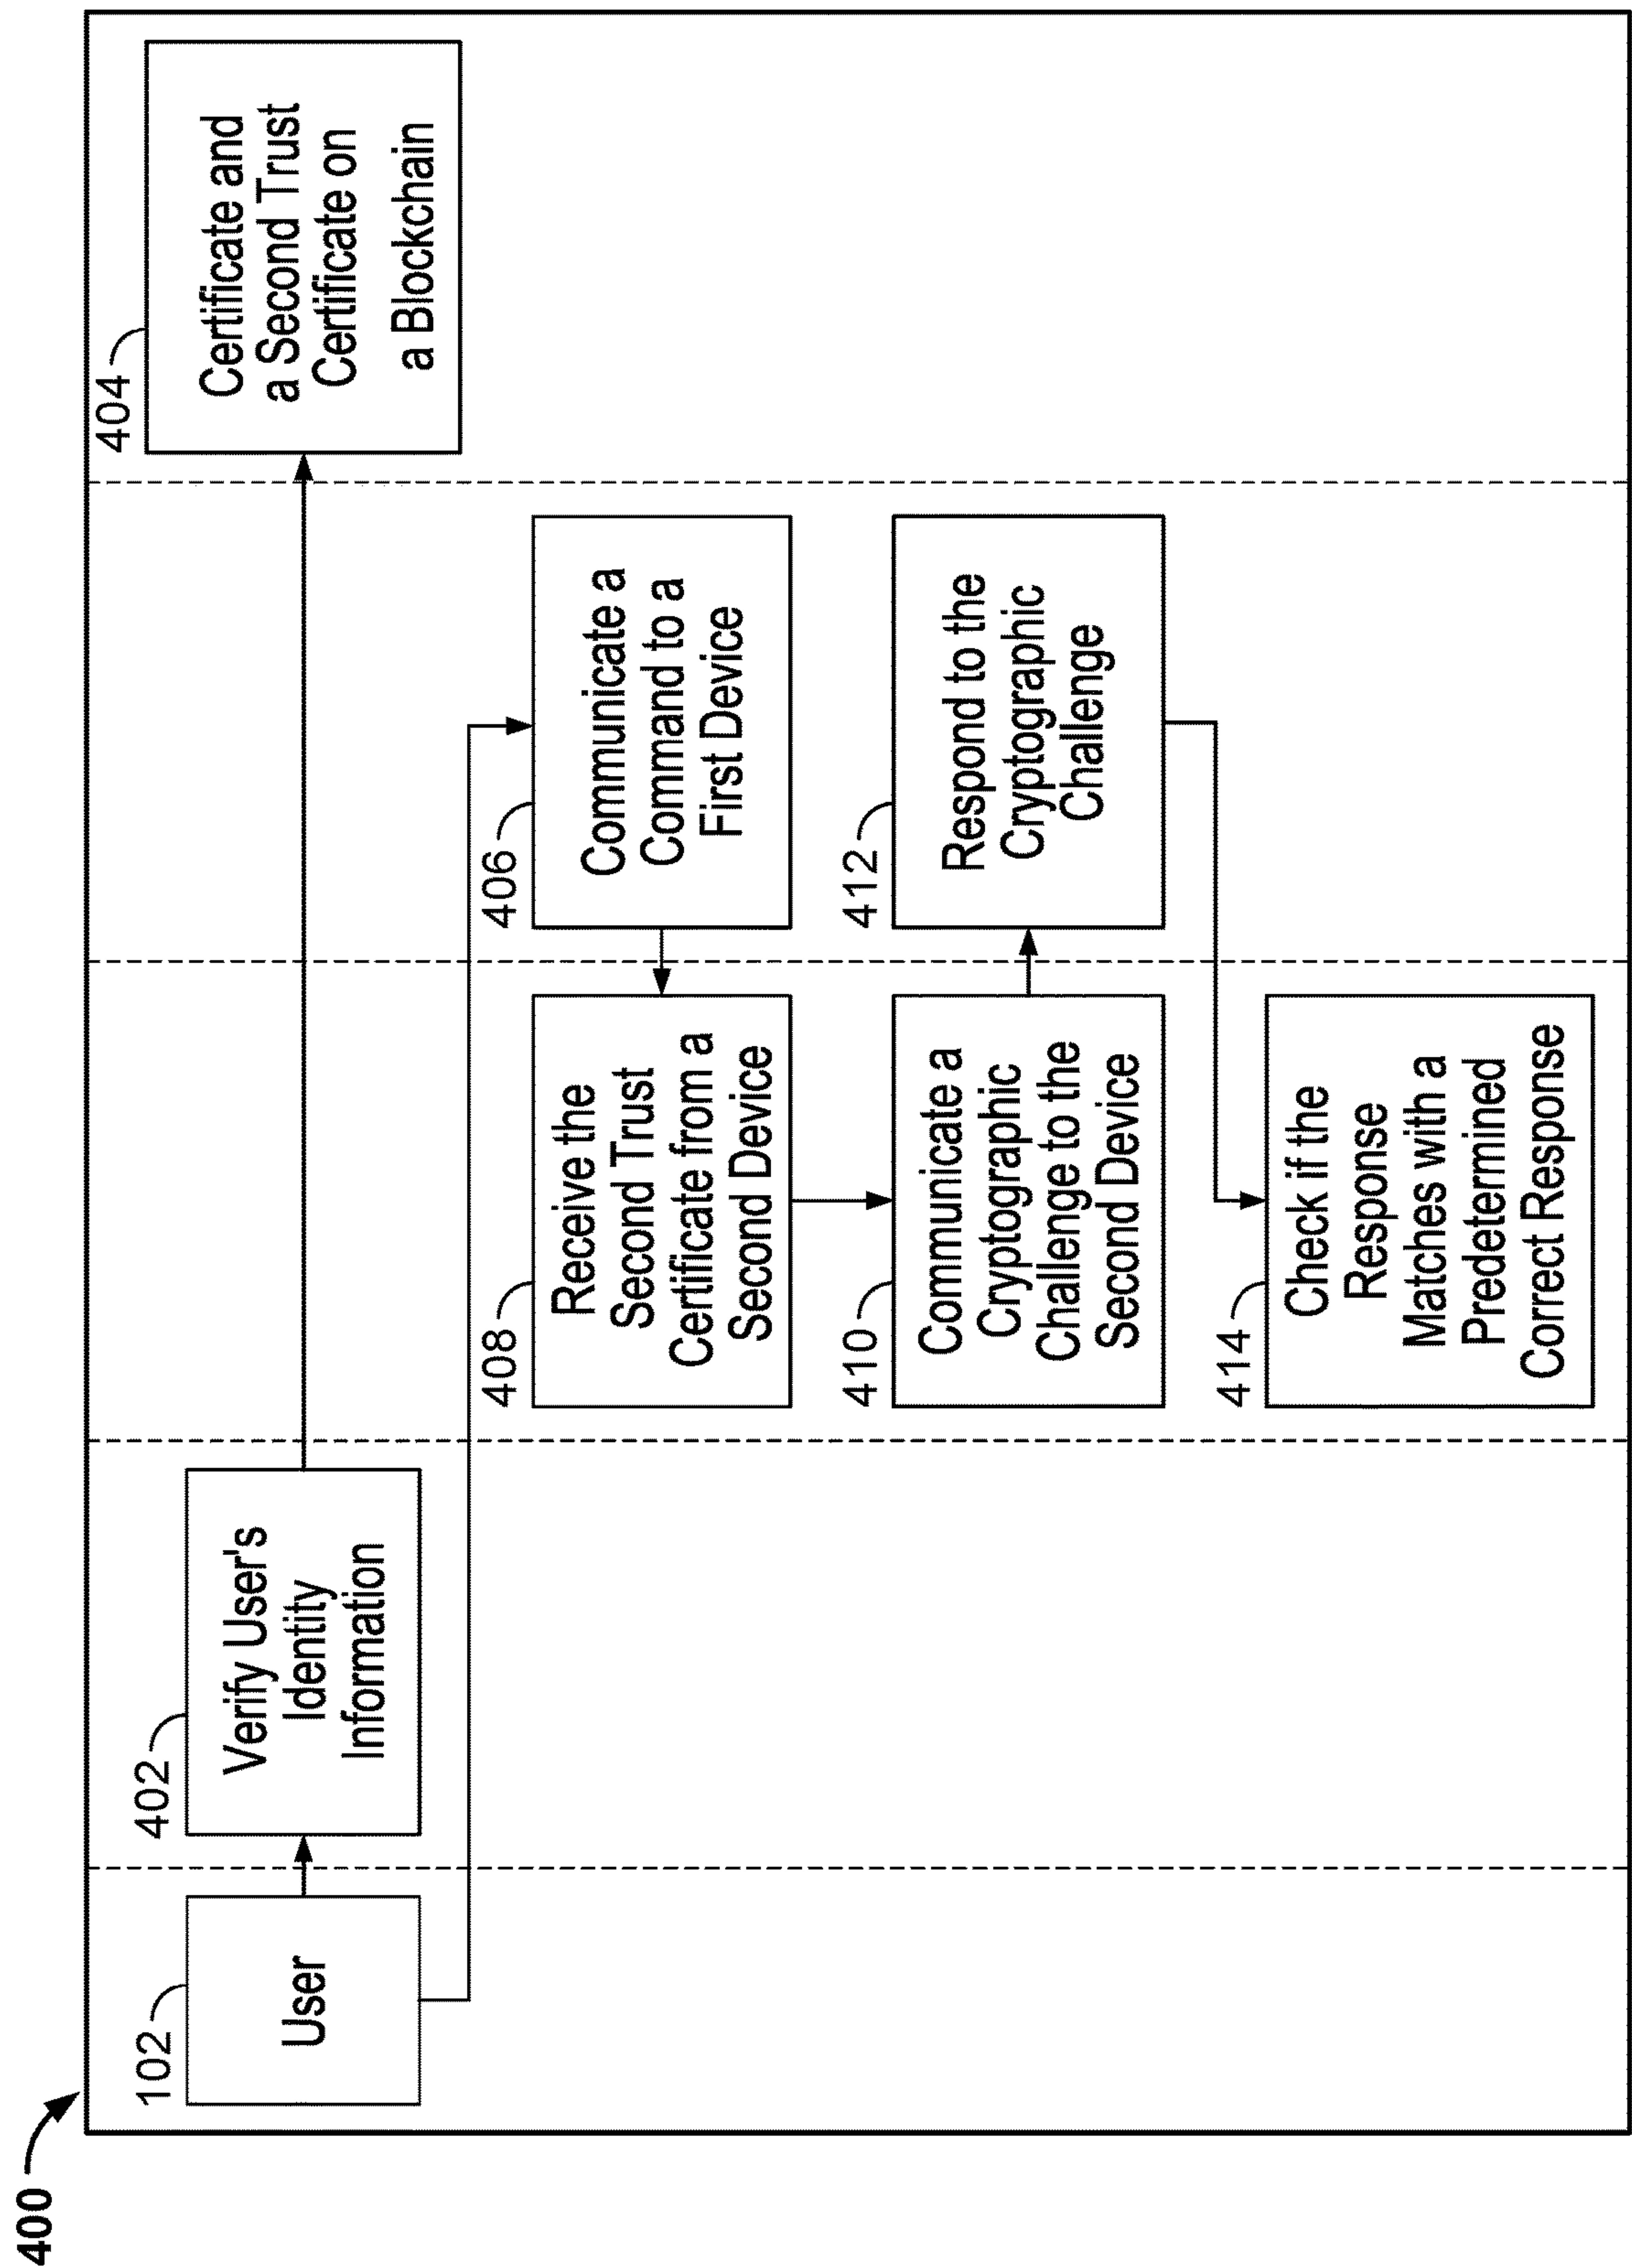 400
102
User
402
Verify User's
Identity
Information
404
Certificate and
a Second Trust
Certificate on
a Blockchain
406
Communicate a
Command to a
First Device
408
Receive the
Second Trust
Certificate from a
Second Device
410
Communicate a
Cryptographic
Challenge to the
Second Device
412
Respond to the
Cryptographic
Challenge
414
Check if the
Response
Matches with a
Predetermined
Correct Response